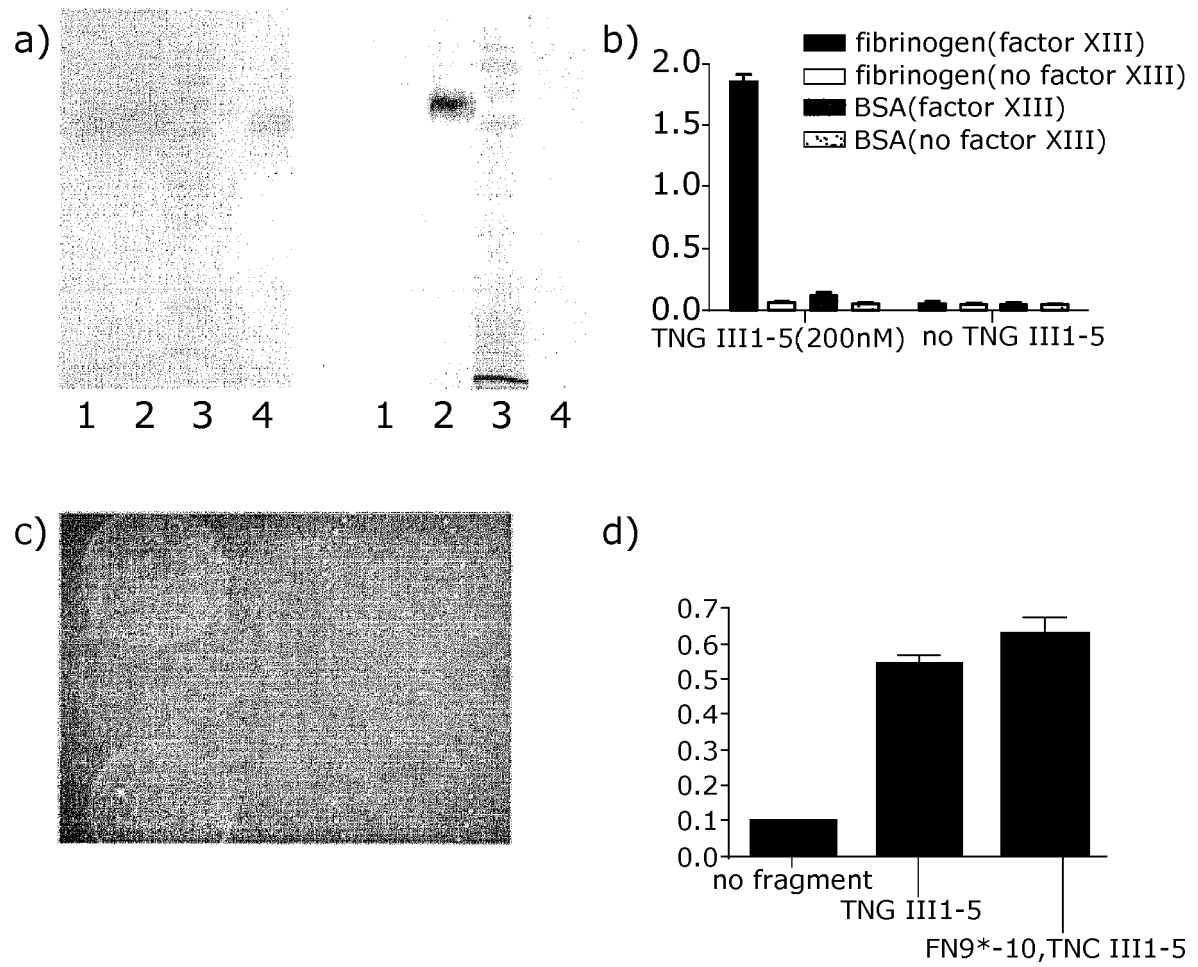 a)
1 2 3 4 1 2 3 4
b)
fibrinogen(factor XIII)
fibrinogen(no factor XIII)
BSA(factor XIII)
BSA(no factor XIII)
2.0
1.5
1.0
0.5
0.0
TNG III1-5(200nM) no TNG III1-5
c)
d)
0.7
0.6
0.5
0.4
0.3
0.2
0.1
0.0
no fragment
TNG III1-5
FN9*-10,TNC III1-5